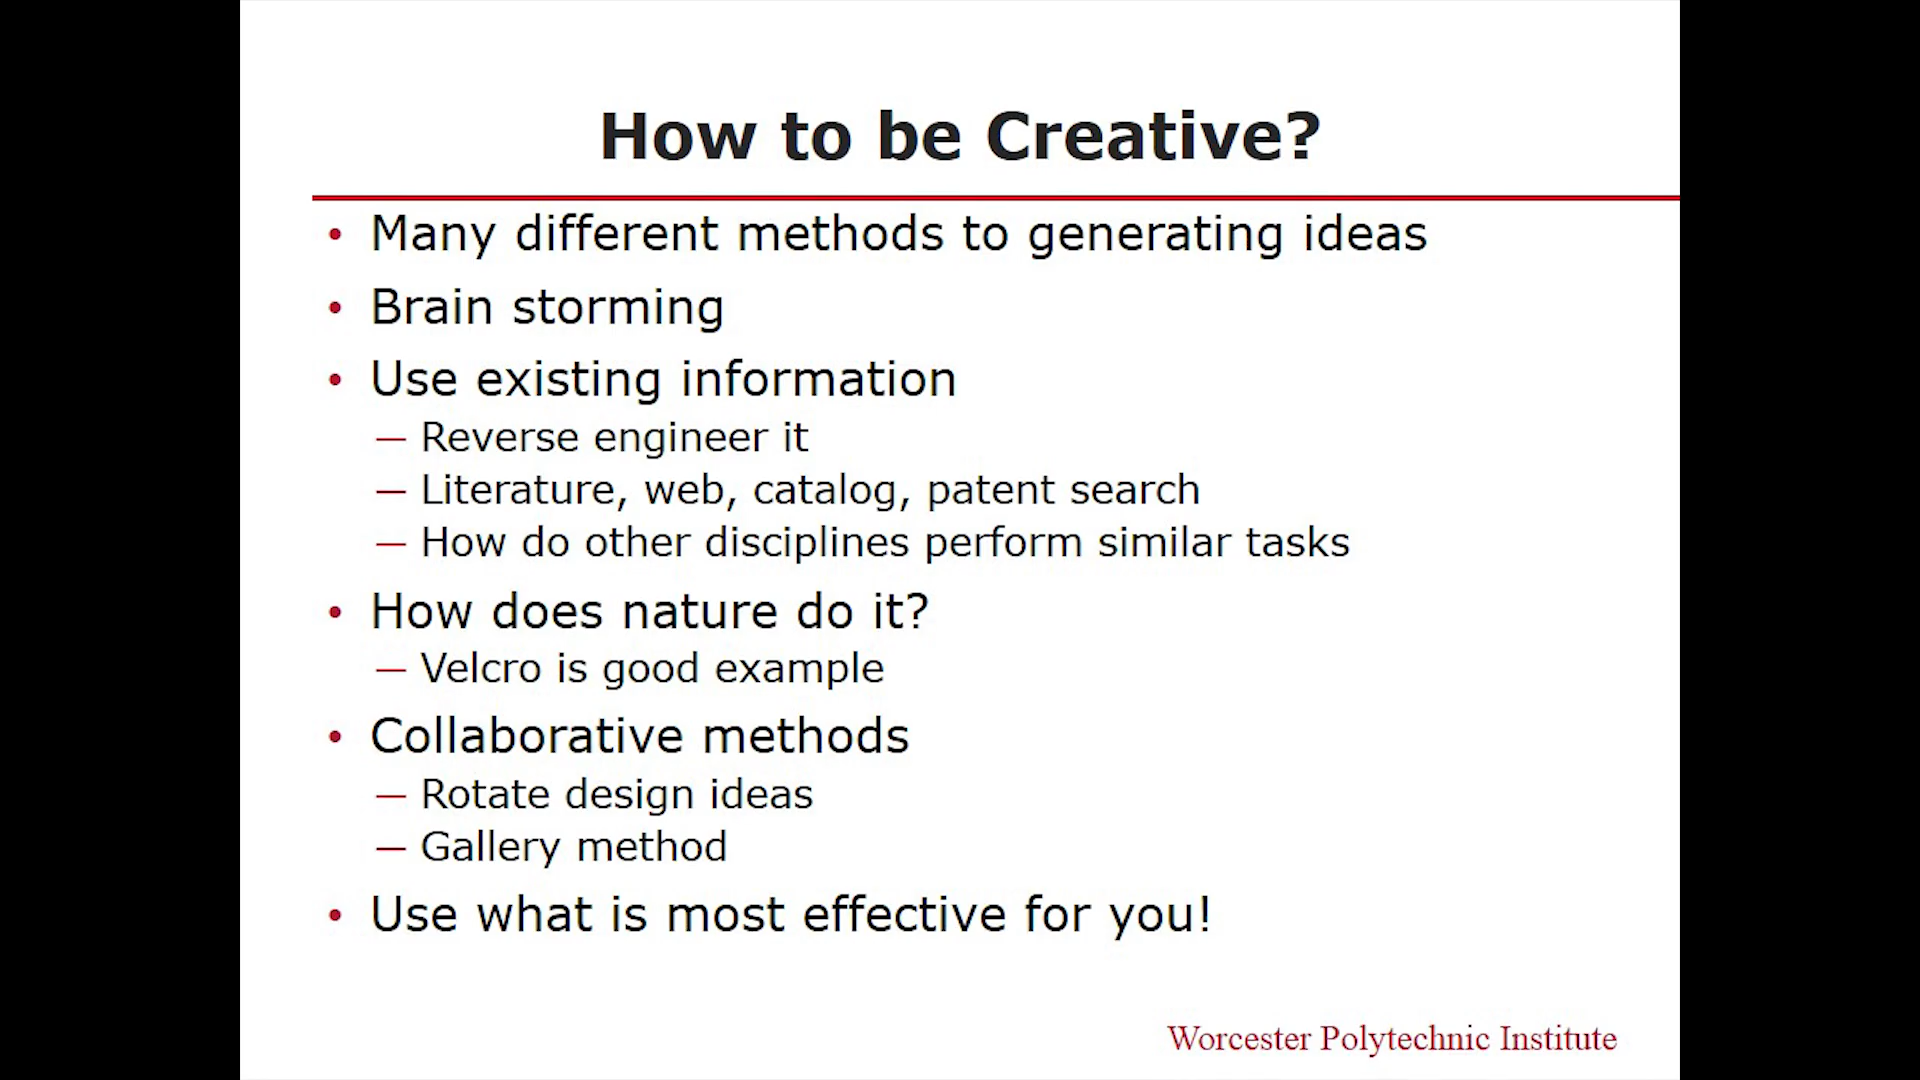 How to be Creative?
• Many different methods to generating ideas
• Brain storming
• Use existing information
— Reverse engineer it
— Literature, web, catalog, patent search
— How do other disciplines perform similar tasks
• How does nature do it?
— Velcro is good example
• Collaborative methods
— Rotate design ideas
— Gallery method
• Use what is most effective for you!
Worcester Polytechnic Institute